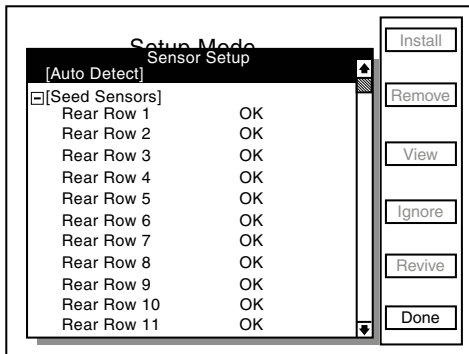 Setup Mode
Sensor Setup
[Auto Detect]
[Seed Sensors]
Rear Row 1 OK
Rear Row 2 OK
Rear Row 3 OK
Rear Row 4 OK
Rear Row 5 OK
Rear Row 6 OK
Rear Row 7 OK
Rear Row 8 OK
Rear Row 9 OK
Rear Row 10 OK
Rear Row 11 OK
Install
Remove
View
Ignore
Revive
Done